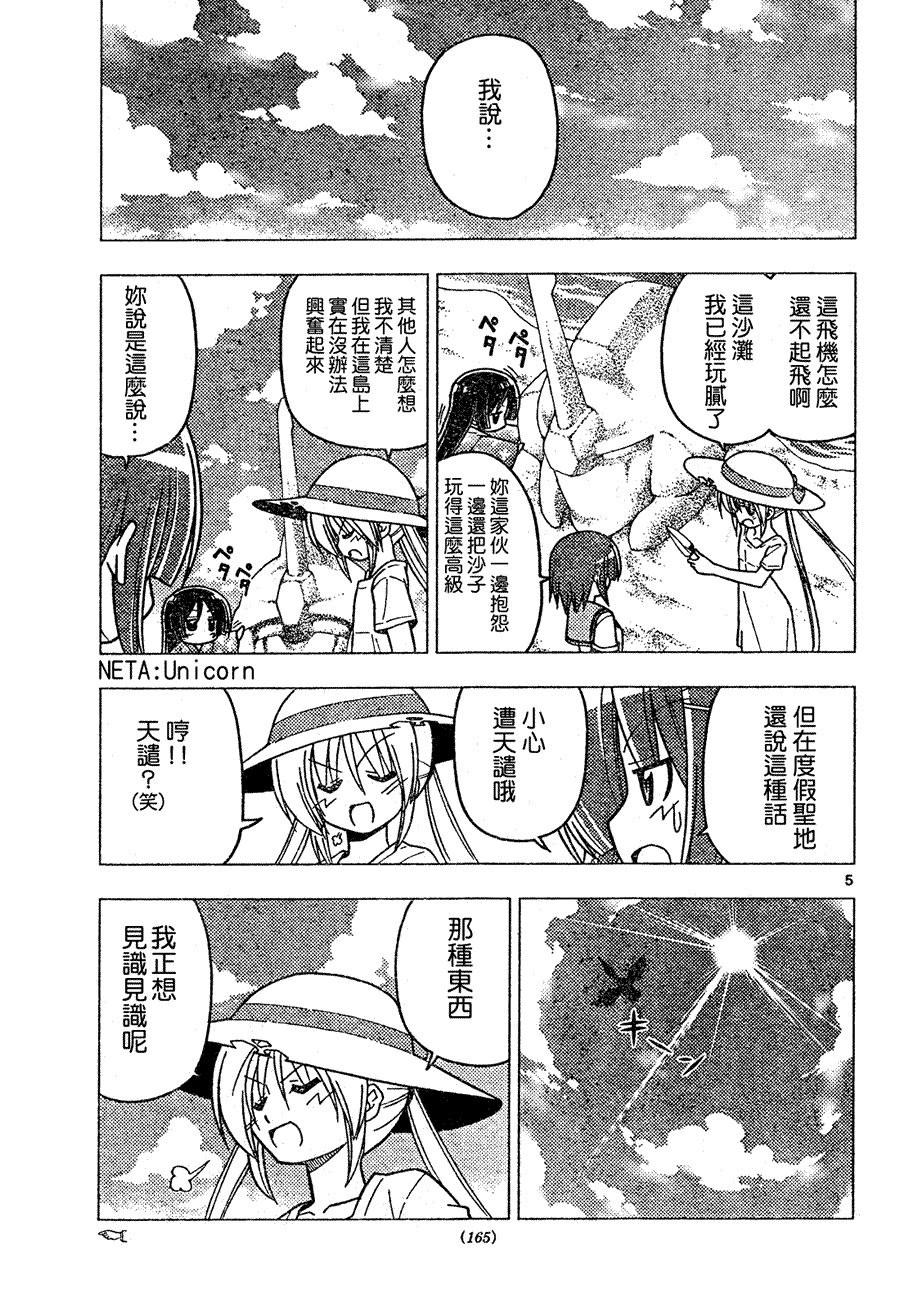 我說…
這飛機怎麼
還不起飛啊
這沙灘
我已經玩膩了
ペタ
ペタ
妳這家伙一邊抱怨
一邊還把沙子
玩得這麼高級
其他人怎麼想
我不清楚
但我在這島上
實在沒辦法
興奮起來
妳說是這麼說…
ペタ
ペタ
NETA:Unicorn
但在度假聖地
還說這種話
小心
遭天譴哦
哼!!
天譴?
(笑)
5
キーン
那種東西
我正想
見識見識呢
(165)